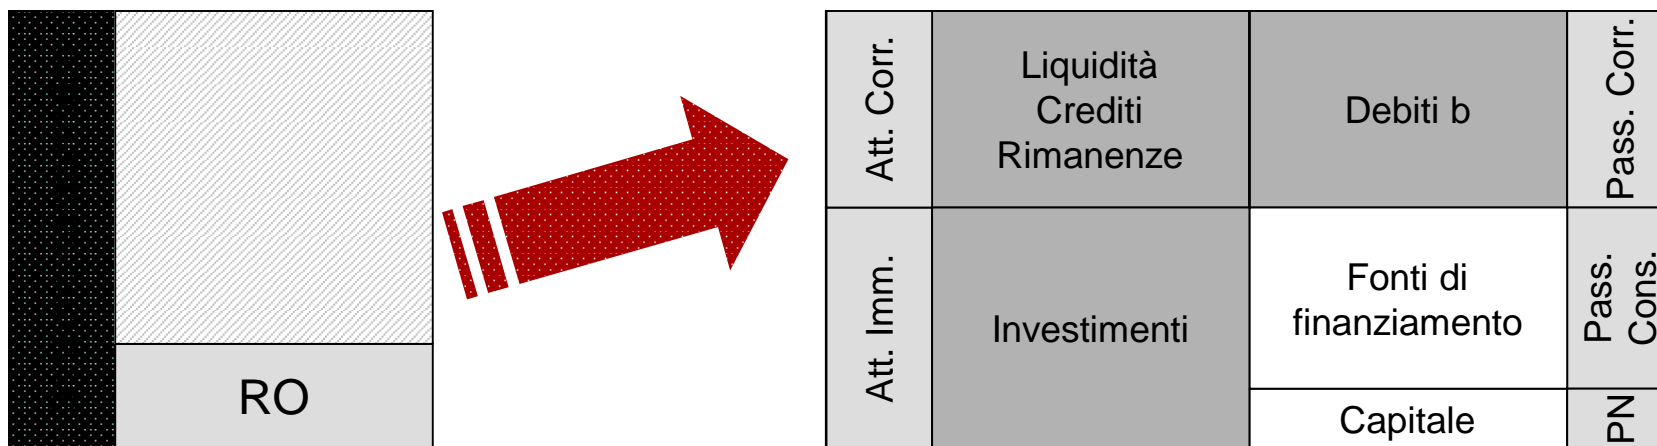 RO
Att. Corr.
Liquidità
Crediti
Rimanenze
Debiti b
Pass. Corr.
Att. Imm.
Investimenti
Fonti di
finanziamento
Pass.
Cons.
Capitale
PN